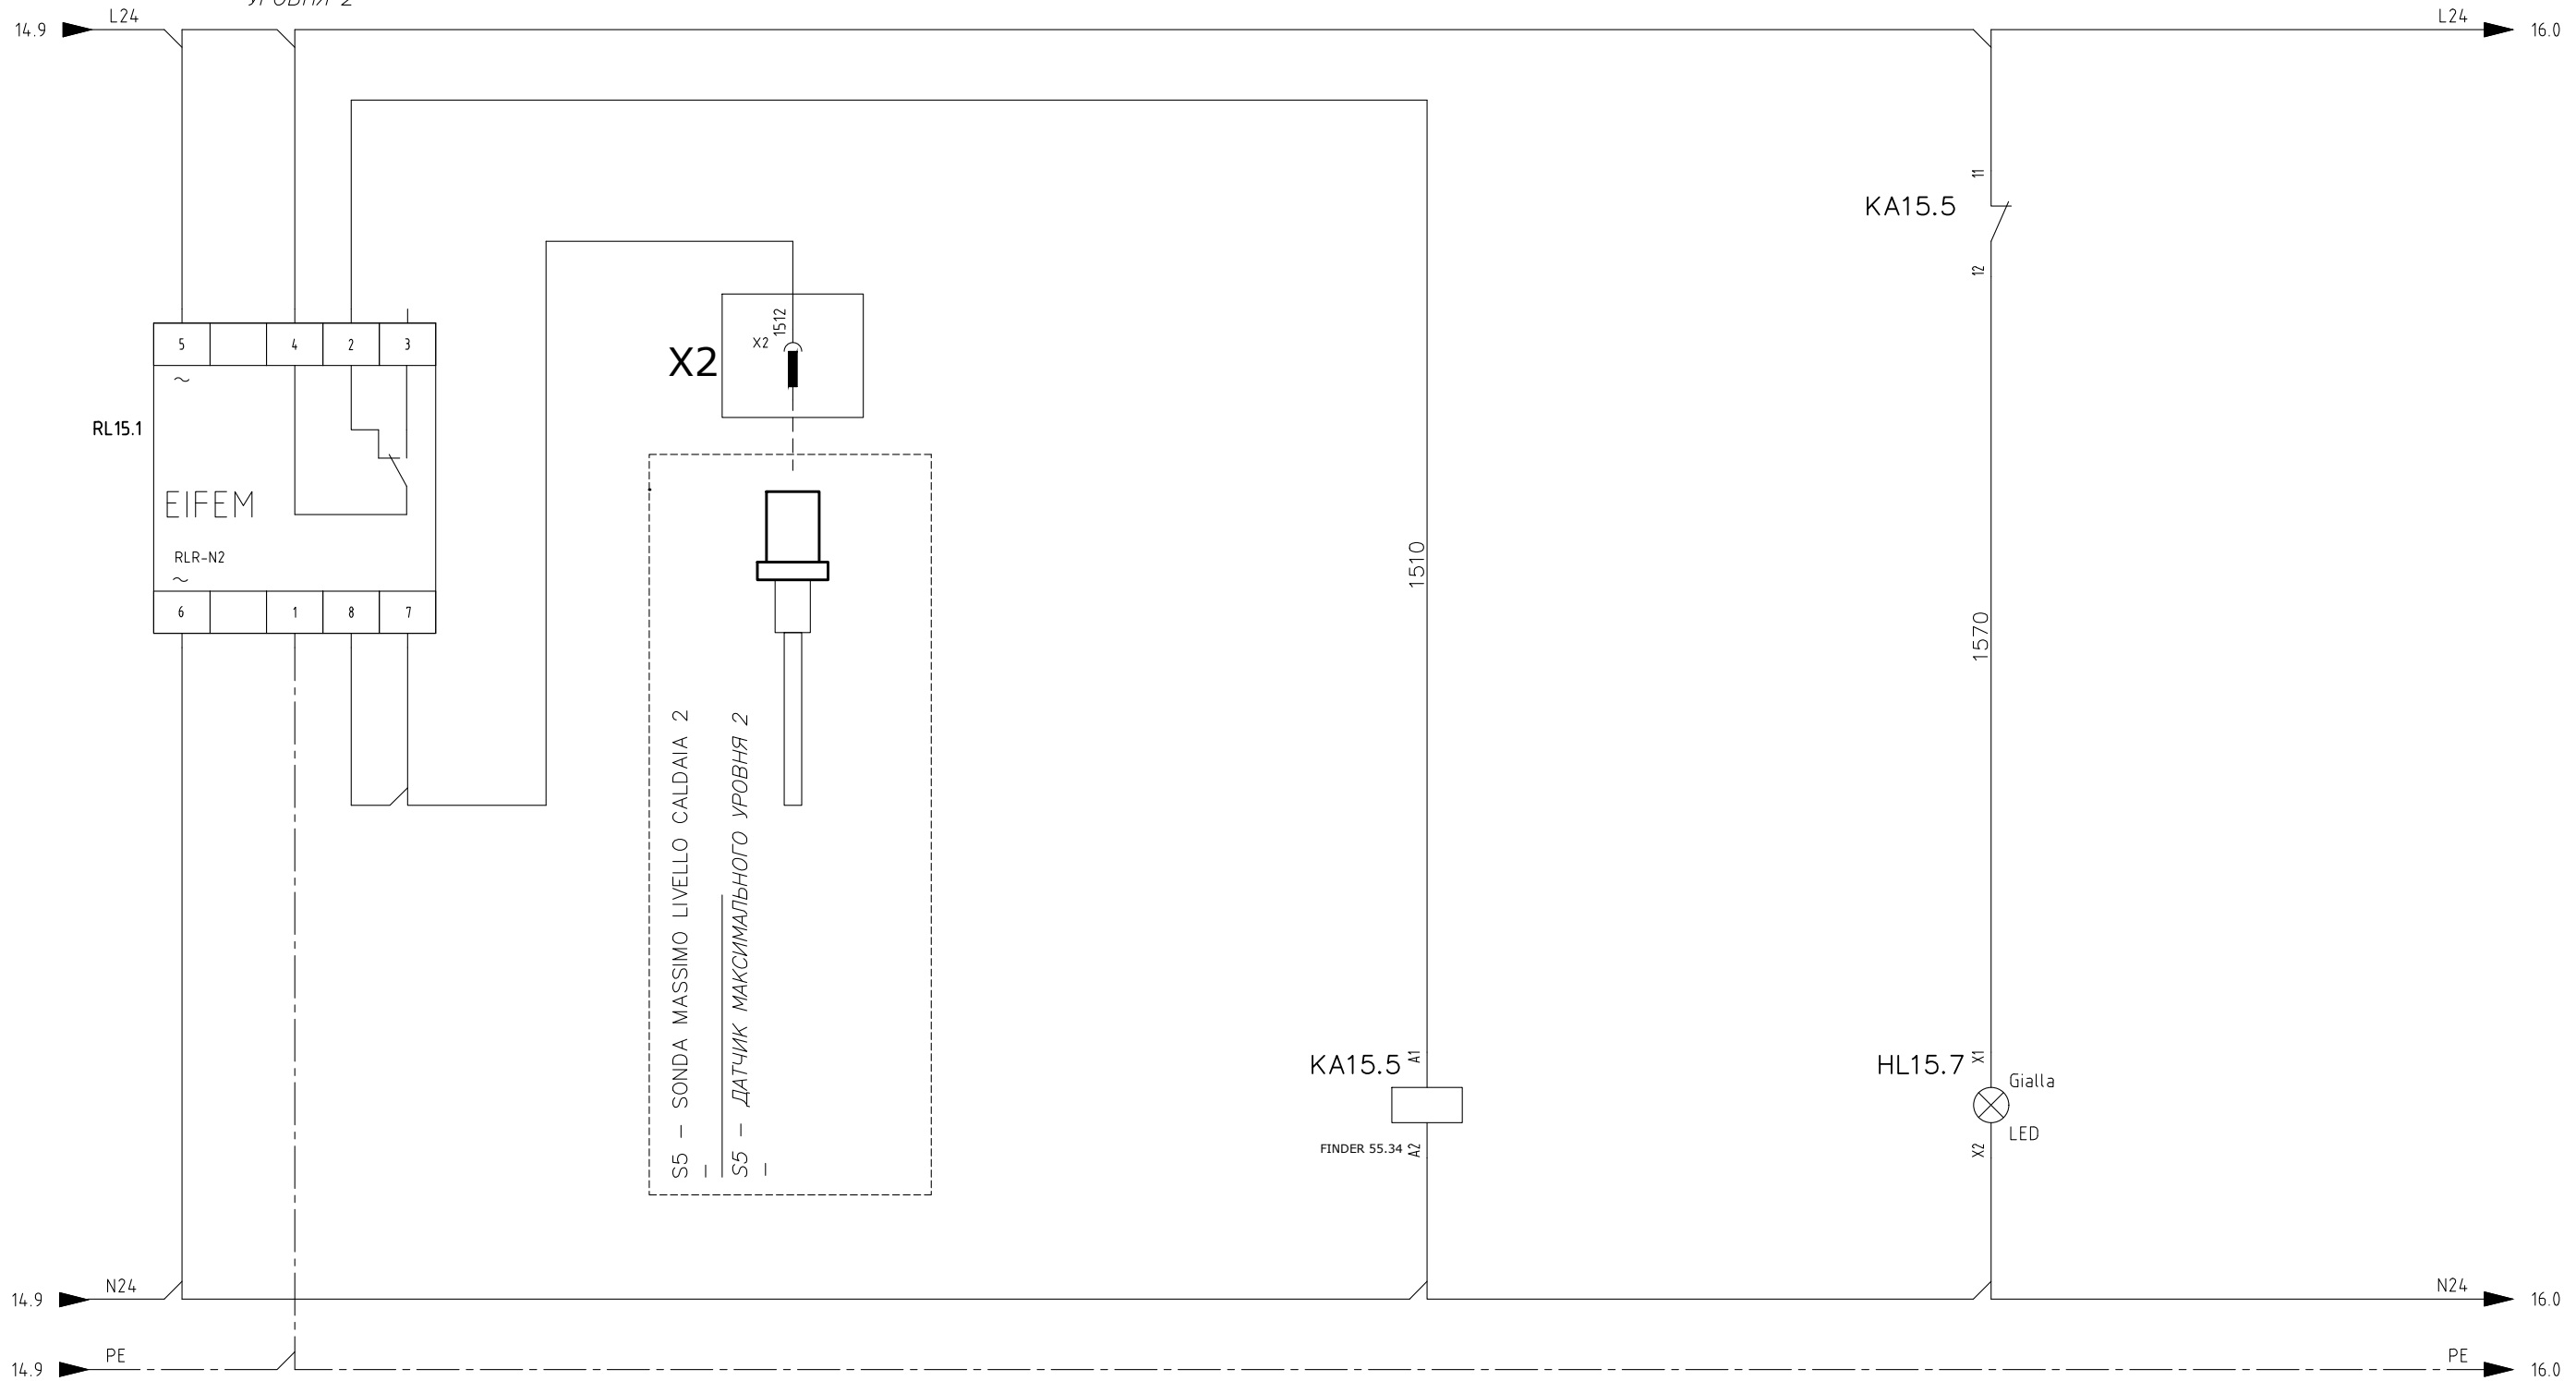 УРОВНЯ 2
L24
L24
14.9
16.0
11
KA15.5
12
1512
X2
X2
5
4
2
3
~
RL15.1
EIFEM
RLR-N2
~
6
1
8
7
1510
1570
S5 – SONDA MASSIMO LIVELLO CALDAIA 2
–
S5 – ДАТЧИК МАКСИМАЛЬНОГО УРОВНЯ 2
–
KA15.5
A1
FINDER 55.34
A2
HL15.7
X1
Gialla
LED
X2
N24
N24
14.9
16.0
PE
PE
14.9
16.0